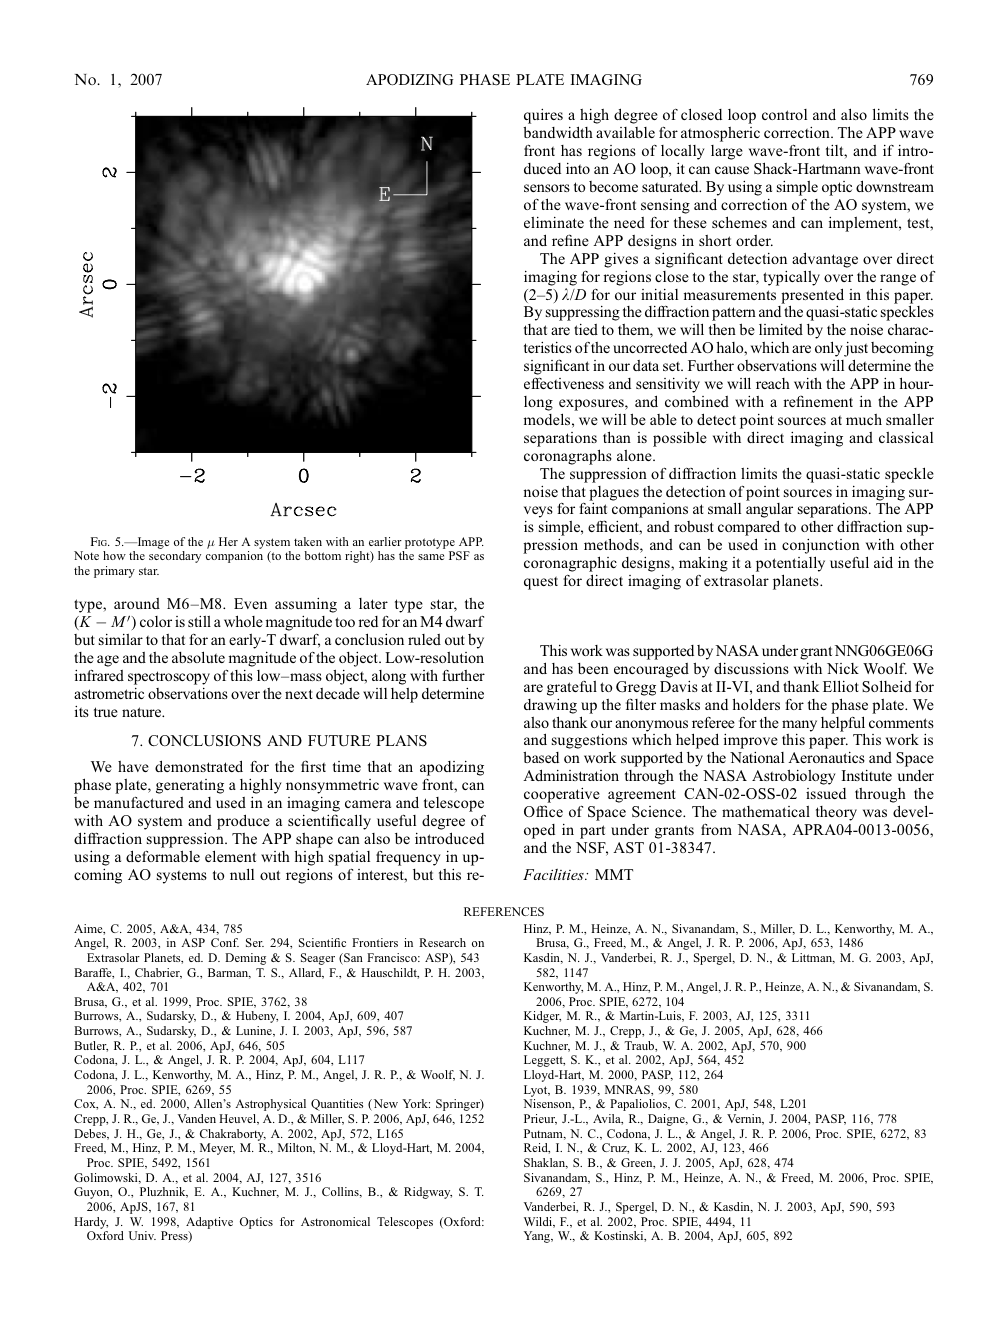 No. 1, 2007
APODIZING PHASE PLATE IMAGING
769
N
E
2
0
−2
Arcsec
−2
0
2
Arcsec
FIG. 5.—Image of the μ Her A system taken with an earlier prototype APP.
Note how the secondary companion (to the bottom right) has the same PSF as
the primary star.
type, around M6–M8. Even assuming a later type star, the
(K − M′) color is still a whole magnitude too red for an M4 dwarf
but similar to that for an early-T dwarf, a conclusion ruled out by
the age and the absolute magnitude of the object. Low-resolution
infrared spectroscopy of this low–mass object, along with further
astrometric observations over the next decade will help determine
its true nature.
7. CONCLUSIONS AND FUTURE PLANS
We have demonstrated for the first time that an apodizing
phase plate, generating a highly nonsymmetric wave front, can
be manufactured and used in an imaging camera and telescope
with AO system and produce a scientifically useful degree of
diffraction suppression. The APP shape can also be introduced
using a deformable element with high spatial frequency in up-
coming AO systems to null out regions of interest, but this re-
quires a high degree of closed loop control and also limits the
bandwidth available for atmospheric correction. The APP wave
front has regions of locally large wave-front tilt, and if intro-
duced into an AO loop, it can cause Shack-Hartmann wave-front
sensors to become saturated. By using a simple optic downstream
of the wave-front sensing and correction of the AO system, we
eliminate the need for these schemes and can implement, test,
and refine APP designs in short order.
The APP gives a significant detection advantage over direct
imaging for regions close to the star, typically over the range of
(2–5) λ/D for our initial measurements presented in this paper.
By suppressing the diffraction pattern and the quasi-static speckles
that are tied to them, we will then be limited by the noise charac-
teristics of the uncorrected AO halo, which are only just becoming
significant in our data set. Further observations will determine the
effectiveness and sensitivity we will reach with the APP in hour-
long exposures, and combined with a refinement in the APP
models, we will be able to detect point sources at much smaller
separations than is possible with direct imaging and classical
coronagraphs alone.
The suppression of diffraction limits the quasi-static speckle
noise that plagues the detection of point sources in imaging sur-
veys for faint companions at small angular separations. The APP
is simple, efficient, and robust compared to other diffraction sup-
pression methods, and can be used in conjunction with other
coronagraphic designs, making it a potentially useful aid in the
quest for direct imaging of extrasolar planets.
This work was supported by NASA under grant NNG06GE06G
and has been encouraged by discussions with Nick Woolf. We
are grateful to Gregg Davis at II-VI, and thank Elliot Solheid for
drawing up the filter masks and holders for the phase plate. We
also thank our anonymous referee for the many helpful comments
and suggestions which helped improve this paper. This work is
based on work supported by the National Aeronautics and Space
Administration through the NASA Astrobiology Institute under
cooperative agreement CAN-02-OSS-02 issued through the
Office of Space Science. The mathematical theory was devel-
oped in part under grants from NASA, APRA04-0013-0056,
and the NSF, AST 01-38347.
Facilities: MMT
REFERENCES
Aime, C. 2005, A&A, 434, 785
Angel, R. 2003, in ASP Conf. Ser. 294, Scientific Frontiers in Research on
Extrasolar Planets, ed. D. Deming & S. Seager (San Francisco: ASP), 543
Baraffe, I., Chabrier, G., Barman, T. S., Allard, F., & Hauschildt, P. H. 2003,
A&A, 402, 701
Brusa, G., et al. 1999, Proc. SPIE, 3762, 38
Burrows, A., Sudarsky, D., & Hubeny, I. 2004, ApJ, 609, 407
Burrows, A., Sudarsky, D., & Lunine, J. I. 2003, ApJ, 596, 587
Butler, R. P., et al. 2006, ApJ, 646, 505
Codona, J. L., & Angel, J. R. P. 2004, ApJ, 604, L117
Codona, J. L., Kenworthy, M. A., Hinz, P. M., Angel, J. R. P., & Woolf, N. J.
2006, Proc. SPIE, 6269, 55
Cox, A. N., ed. 2000, Allen's Astrophysical Quantities (New York: Springer)
Crepp, J. R., Ge, J., Vanden Heuvel, A. D., & Miller, S. P. 2006, ApJ, 646, 1252
Debes, J. H., Ge, J., & Chakraborty, A. 2002, ApJ, 572, L165
Freed, M., Hinz, P. M., Meyer, M. R., Milton, N. M., & Lloyd-Hart, M. 2004,
Proc. SPIE, 5492, 1561
Golimowski, D. A., et al. 2004, AJ, 127, 3516
Guyon, O., Pluzhnik, E. A., Kuchner, M. J., Collins, B., & Ridgway, S. T.
2006, ApJS, 167, 81
Hardy, J. W. 1998, Adaptive Optics for Astronomical Telescopes (Oxford:
Oxford Univ. Press)
Hinz, P. M., Heinze, A. N., Sivanandam, S., Miller, D. L., Kenworthy, M. A.,
Brusa, G., Freed, M., & Angel, J. R. P. 2006, ApJ, 653, 1486
Kasdin, N. J., Vanderbei, R. J., Spergel, D. N., & Littman, M. G. 2003, ApJ,
582, 1147
Kenworthy, M. A., Hinz, P. M., Angel, J. R. P., Heinze, A. N., & Sivanandam, S.
2006, Proc. SPIE, 6272, 104
Kidger, M. R., & Martin-Luis, F. 2003, AJ, 125, 3311
Kuchner, M. J., Crepp, J., & Ge, J. 2005, ApJ, 628, 466
Kuchner, M. J., & Traub, W. A. 2002, ApJ, 570, 900
Leggett, S. K., et al. 2002, ApJ, 564, 452
Lloyd-Hart, M. 2000, PASP, 112, 264
Lyot, B. 1939, MNRAS, 99, 580
Nisenson, P., & Papaliolios, C. 2001, ApJ, 548, L201
Prieur, J.-L., Avila, R., Daigne, G., & Vernin, J. 2004, PASP, 116, 778
Putnam, N. C., Codona, J. L., & Angel, J. R. P. 2006, Proc. SPIE, 6272, 83
Reid, I. N., & Cruz, K. L. 2002, AJ, 123, 466
Shaklan, S. B., & Green, J. J. 2005, ApJ, 628, 474
Sivanandam, S., Hinz, P. M., Heinze, A. N., & Freed, M. 2006, Proc. SPIE,
6269, 27
Vanderbei, R. J., Spergel, D. N., & Kasdin, N. J. 2003, ApJ, 590, 593
Wildi, F., et al. 2002, Proc. SPIE, 4494, 11
Yang, W., & Kostinski, A. B. 2004, ApJ, 605, 892